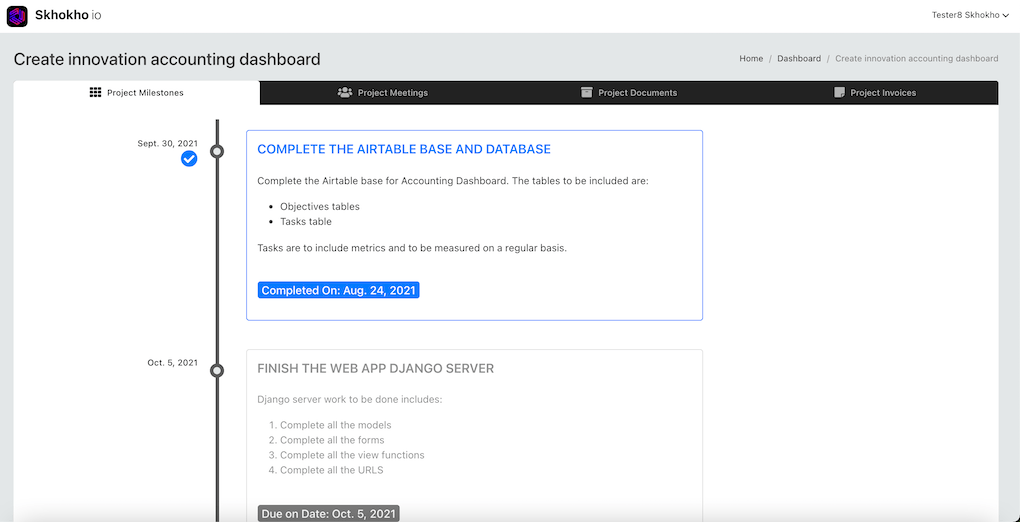 Skhokho io
Tester8 Skhokho
Create innovation accounting dashboard
Home / Dashboard / Create innovation accounting dashboard
Project Milestones
Project Meetings
Project Documents
Project Invoices
Sept. 30, 2021
COMPLETE THE AIRTABLE BASE AND DATABASE
Complete the Airtable base for Accounting Dashboard. The tables to be included are:
• Objectives tables
• Tasks table
Tasks are to include metrics and to be measured on a regular basis.
Completed On: Aug. 24, 2021
Oct. 5, 2021
FINISH THE WEB APP DJANGO SERVER
Django server work to be done includes:
1. Complete all the models
2. Complete all the forms
3. Complete all the view functions
4. Complete all the URLS
Due on Date: Oct. 5, 2021